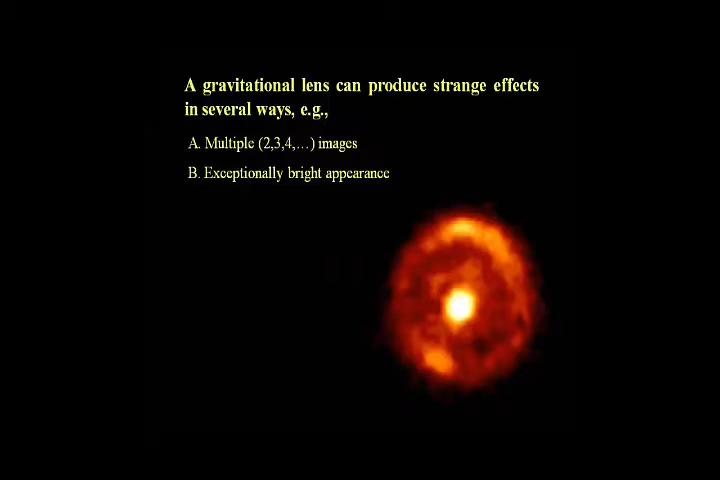 A gravitational lens can produce strange effects
in several ways, e.g.,
A. Multiple (2,3,4,...) images
B. Exceptionally bright appearance